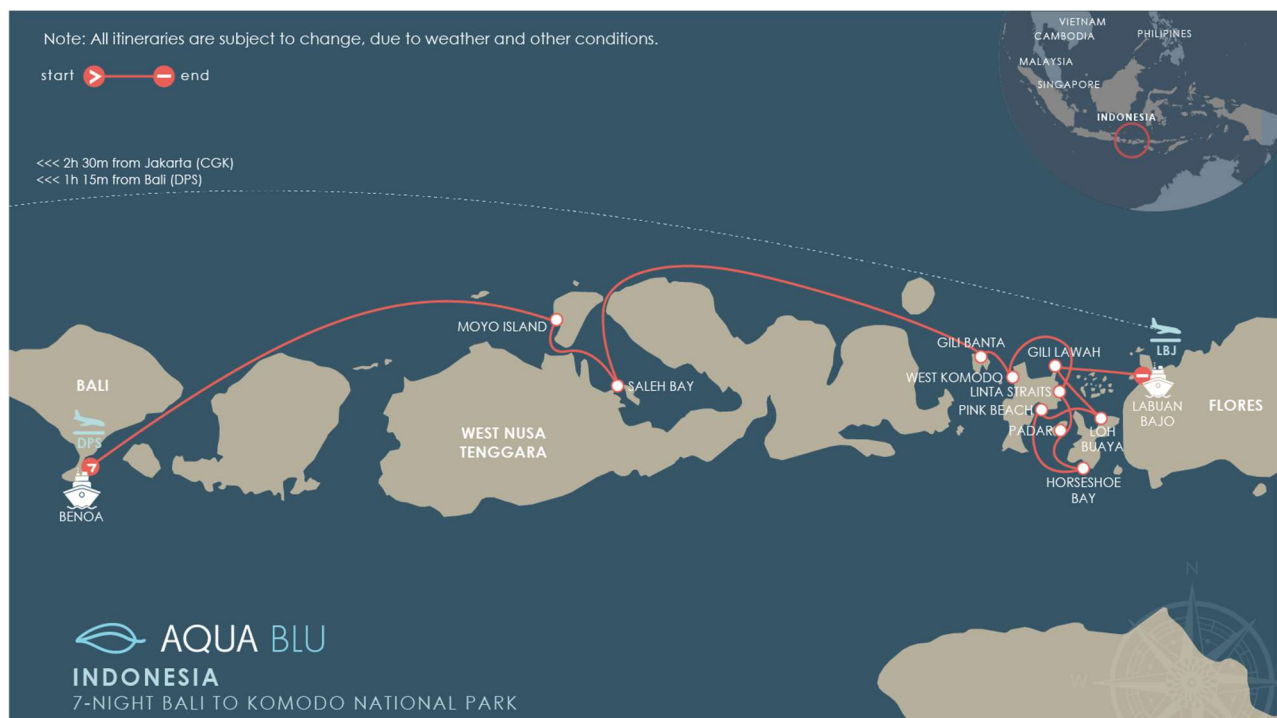 Note: All itineraries are subject to change, due to weather and other conditions.
start
end
VIETNAM
CAMBODIA
PHILIPINES
MALAYSIA
SINGAPORE
INDONESIA
<<< 2h 30m from Jakarta (CGK)
<<< 1h 15m from Bali (DPS)
MOYO ISLAND
SALEH BAY
GILI BANTA
GILI LAWAH
LBJ
WEST KOMODO
LINTA STRAITS
PINK BEACH
PADAR
LOH
BUAYA
HORSESHOE
BAY
LABUAN
BAJO
FLORES
BALI
DPS
BENOA
WEST NUSA
TENGGARA
N
W
AQUA BLU
INDONESIA
7-NIGHT BALI TO KOMODO NATIONAL PARK